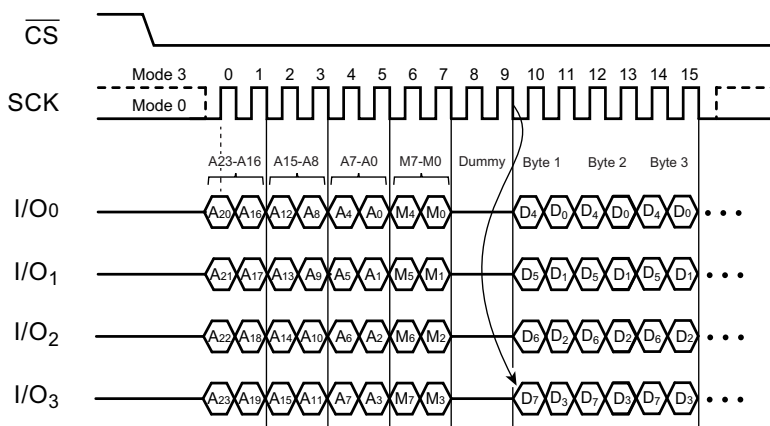 CS
Mode 3 0 1 2 3 4 5 6 7 8 9 10 11 12 13 14 15
SCK Mode 0
A23-A16 A15-A8 A7-A0 M7-M0 Dummy Byte 1 Byte 2 Byte 3
I/O0 A20 A16 A12 A8 A4 A0 M4 M0 D4 D0 D4 D0 D4 D0 • • •
I/O1 A21 A17 A13 A9 A5 A1 M5 M1 D5 D1 D5 D1 D5 D1 • • •
I/O2 A22 A18 A14 A10 A6 A2 M6 M2 D6 D2 D6 D2 D6 D2 • • •
I/O3 A23 A19 A15 A11 A7 A3 M7 M3 D7 D3 D7 D3 D7 D3 • • •